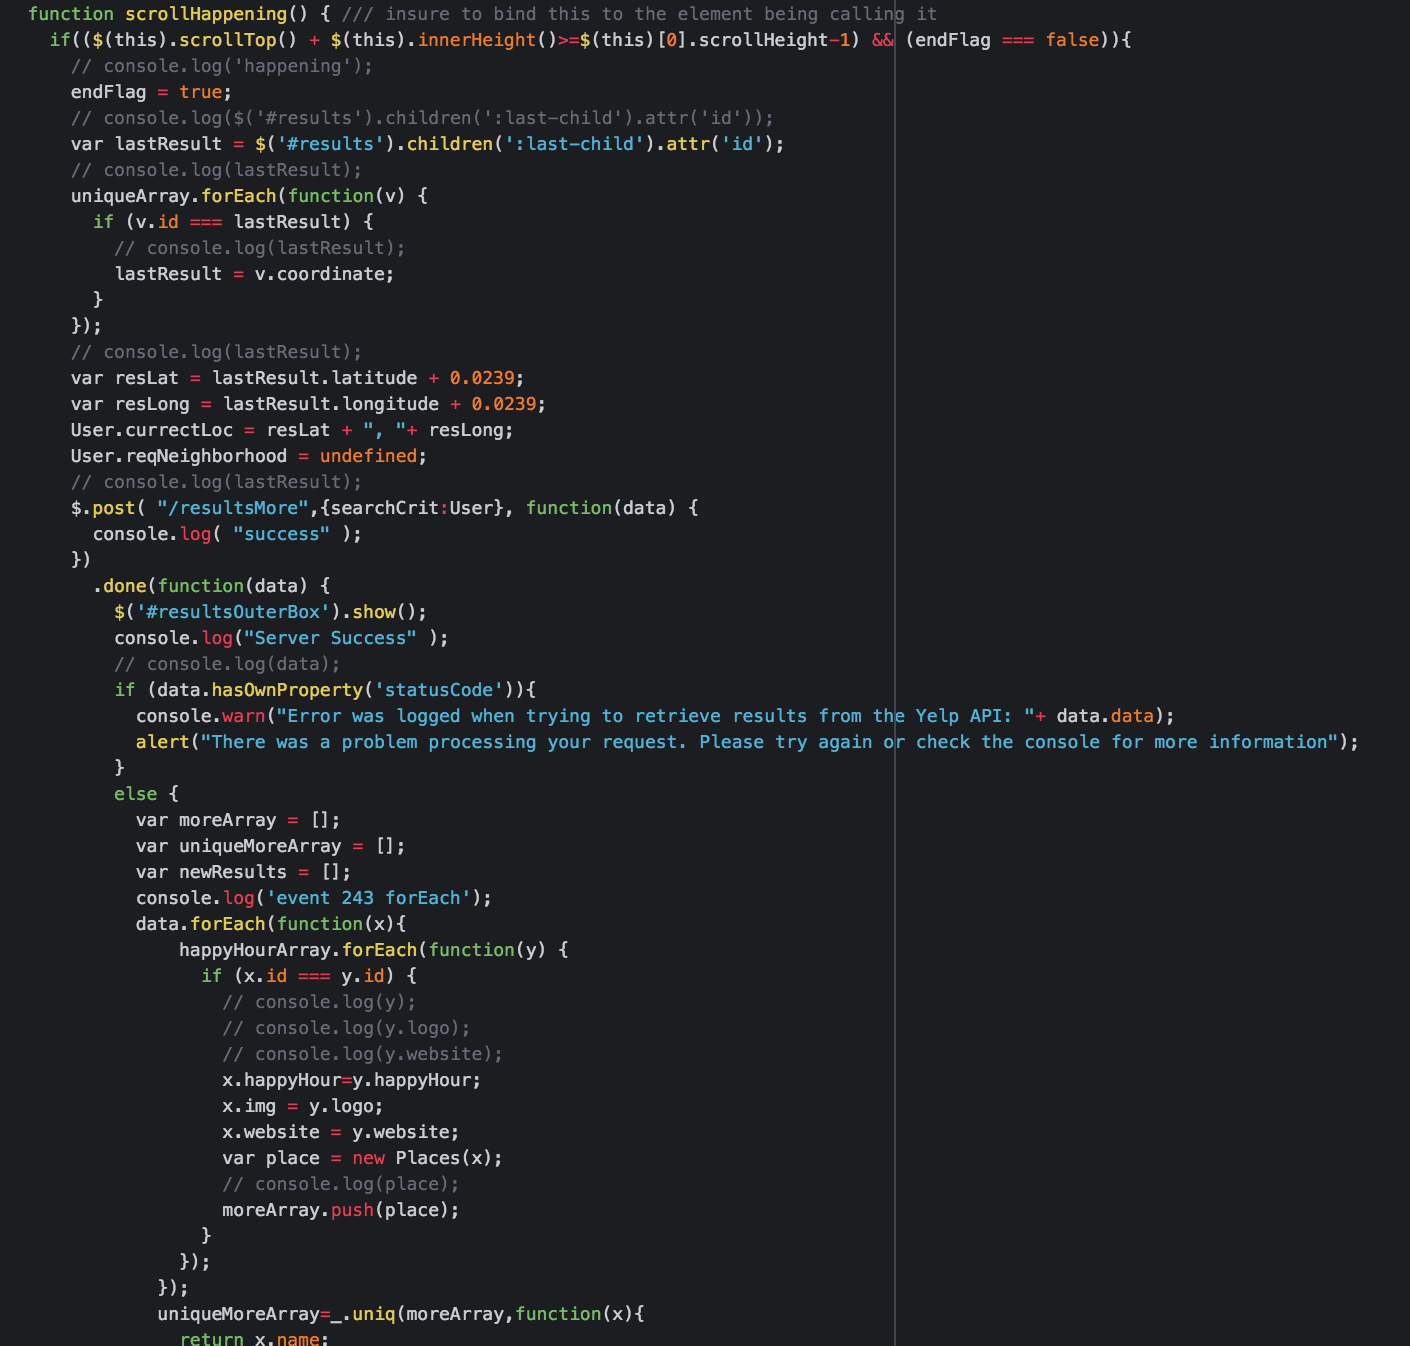 function scrollHappening() { /// insure to bind this to the element being calling it
if(($(this).scrollTop() + $(this).innerHeight()>=$(this)[0].scrollHeight-1) && (endFlag === false)){
// console.log('happening');
endFlag = true;
// console.log($('#results').children(':last-child').attr('id'));
var lastResult = $('#results').children(':last-child').attr('id');
// console.log(lastResult);
uniqueArray.forEach(function(v) {
if (v.id === lastResult) {
// console.log(lastResult);
lastResult = v.coordinate;
}
});
// console.log(lastResult);
var resLat = lastResult.latitude + 0.0239;
var resLong = lastResult.longitude + 0.0239;
User.currectLoc = resLat + ", "+ resLong;
User.reqNeighborhood = undefined;
// console.log(lastResult);
$.post( "/resultsMore",{searchCrit:User}, function(data) {
console.log( "success" );
})
.done(function(data) {
$('#resultsOuterBox').show();
console.log("Server Success" );
// console.log(data);
if (data.hasOwnProperty('statusCode')){
console.warn("Error was logged when trying to retrieve results from the Yelp API: "+ data.data);
alert("There was a problem processing your request. Please try again or check the console for more information");
}
else {
var moreArray = [];
var uniqueMoreArray = [];
var newResults = [];
console.log('event 243 forEach');
data.forEach(function(x){
happyHourArray.forEach(function(y) {
if (x.id === y.id) {
// console.log(y);
// console.log(y.logo);
// console.log(y.website);
x.happyHour=y.happyHour;
x.img = y.logo;
x.website = y.website;
var place = new Places(x);
// console.log(place);
moreArray.push(place);
}
});
});
uniqueMoreArray=_.uniq(moreArray,function(x){
return x.name;